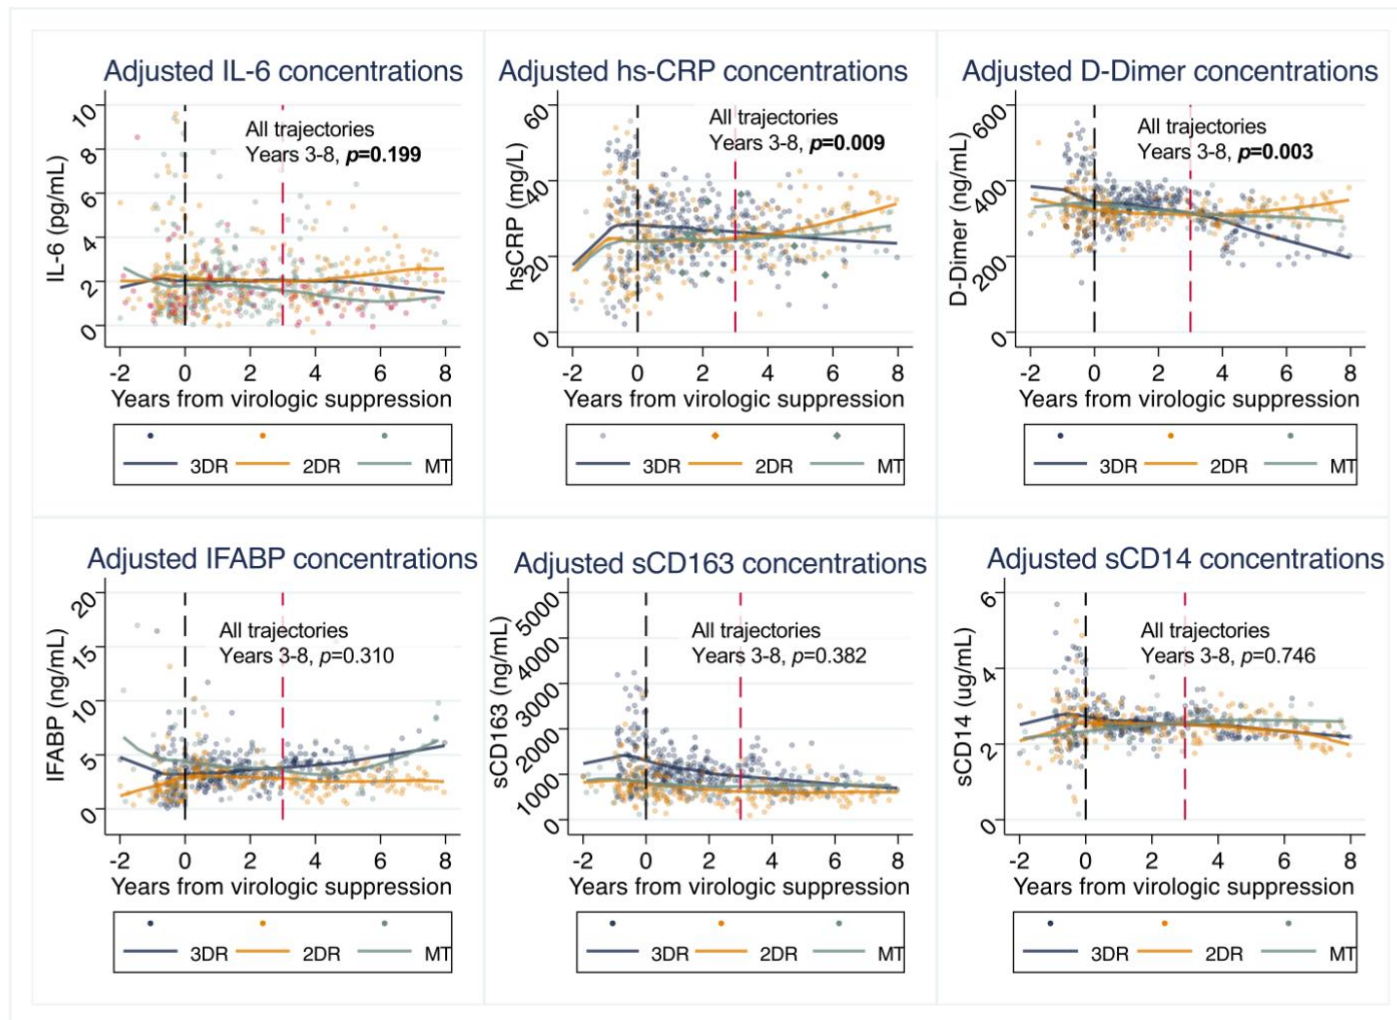 Adjusted IL-6 concentrations
10
8
6
4
2
0
IL-6 (pg/mL)
All trajectories
Years 3-8, p=0.199
-2 0 2 4 6 8
Years from virologic suppression
3DR 2DR MT
Adjusted hs-CRP concentrations
60
40
20
0
hsCRP (mg/L)
All trajectories
Years 3-8, p=0.009
-2 0 2 4 6 8
Years from virologic suppression
3DR 2DR MT
Adjusted D-Dimer concentrations
600
400
200
0
D-Dimer (ng/mL)
All trajectories
Years 3-8, p=0.003
-2 0 2 4 6 8
Years from virologic suppression
3DR 2DR MT
Adjusted IFABP concentrations
20
15
10
5
0
IFABP (ng/mL)
All trajectories
Years 3-8, p=0.310
-2 0 2 4 6 8
Years from virologic suppression
3DR 2DR MT
Adjusted sCD163 concentrations
5000
4000
3000
2000
1000
0
sCD163 (ng/mL)
All trajectories
Years 3-8, p=0.382
-2 0 2 4 6 8
Years from virologic suppression
3DR 2DR MT
Adjusted sCD14 concentrations
6
4
2
0
sCD14 (ug/mL)
All trajectories
Years 3-8, p=0.746
-2 0 2 4 6 8
Years from virologic suppression
3DR 2DR MT